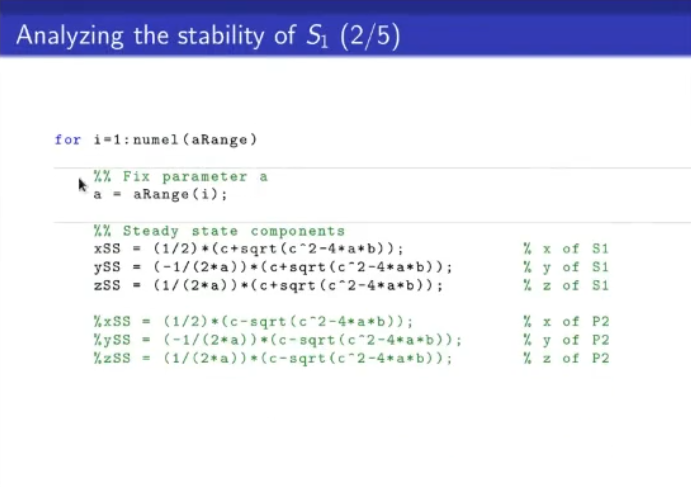 Analyzing the stability of S₁ (2/5)
for i=1:numel(aRange)
%% Fix parameter a
a = aRange(i);
%% Steady state components
xSS = (1/2)*(c+sqrt(c^2-4*a*b)); % x of S1
ySS = (-1/(2*a))*(c+sqrt(c^2-4*a*b)); % y of S1
zSS = (1/(2*a))*(c+sqrt(c^2-4*a*b)); % z of S1
%xSS = (1/2)*(c-sqrt(c^2-4*a*b)); % x of P2
%ySS = (-1/(2*a))*(c-sqrt(c^2-4*a*b)); % y of P2
%zSS = (1/(2*a))*(c-sqrt(c^2-4*a*b)); % z of P2